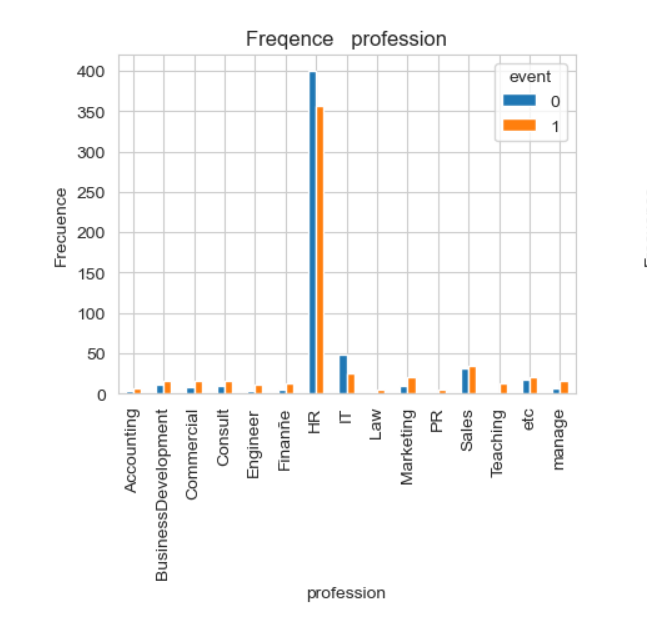 Freqence profession
event
0
1
Frecuence
400
350
300
250
200
150
100
50
0
Accounting
BusinessDevelopment
Commercial
Consult
Engineer
Finanñe
HR
IT
Law
Marketing
PR
Sales
Teaching
etc
manage
profession